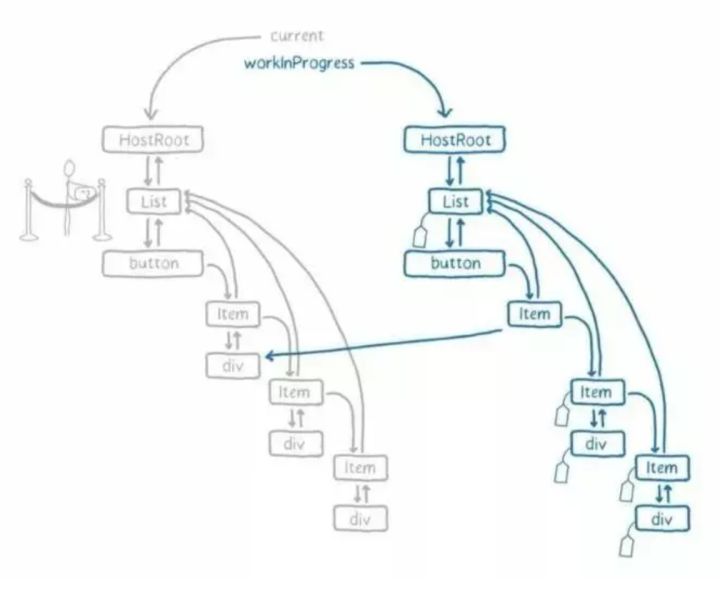 current
workInProgress
HostRoot
HostRoot
List
List
button
button
Item
Item
div
Item
Item
div
div
Item
Item
div
div